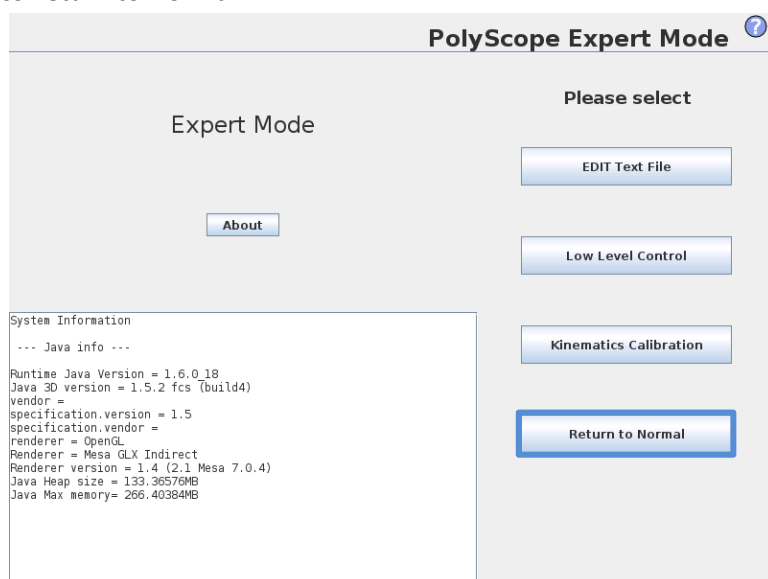 PolyScope Expert Mode ?
Please select
Expert Mode
EDIT Text File
About
Low Level Control
System Information
--- Java info ---
Kinematics Calibration
Runtime Java Version = 1.6.0_18
Java 3D version = 1.5.2 fcs (build4)
vendor =
specification.version = 1.5
specification.vendor =
renderer = OpenGL
Renderer = Mesa GLX Indirect
Renderer version = 1.4 (2.1 Mesa 7.0.4)
Java Heap size = 133.36576MB
Java Max memory= 266.40384MB
Return to Normal